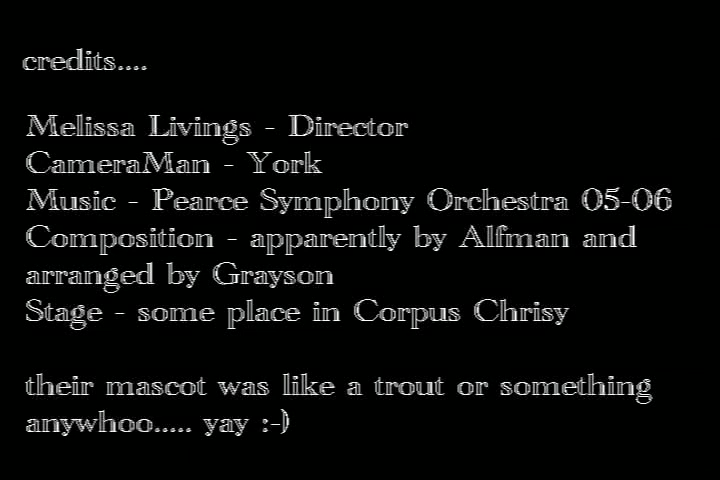 credits....
Melissa Livings - Director
CameraMan - York
Music - Pearce Symphony Orchestra 05-06
Composition - apparently by Alfman and
arranged by Grayson
Stage - some place in Corpus Chrisy
their mascot was like a trout or something
anywhoo..... yay :-)